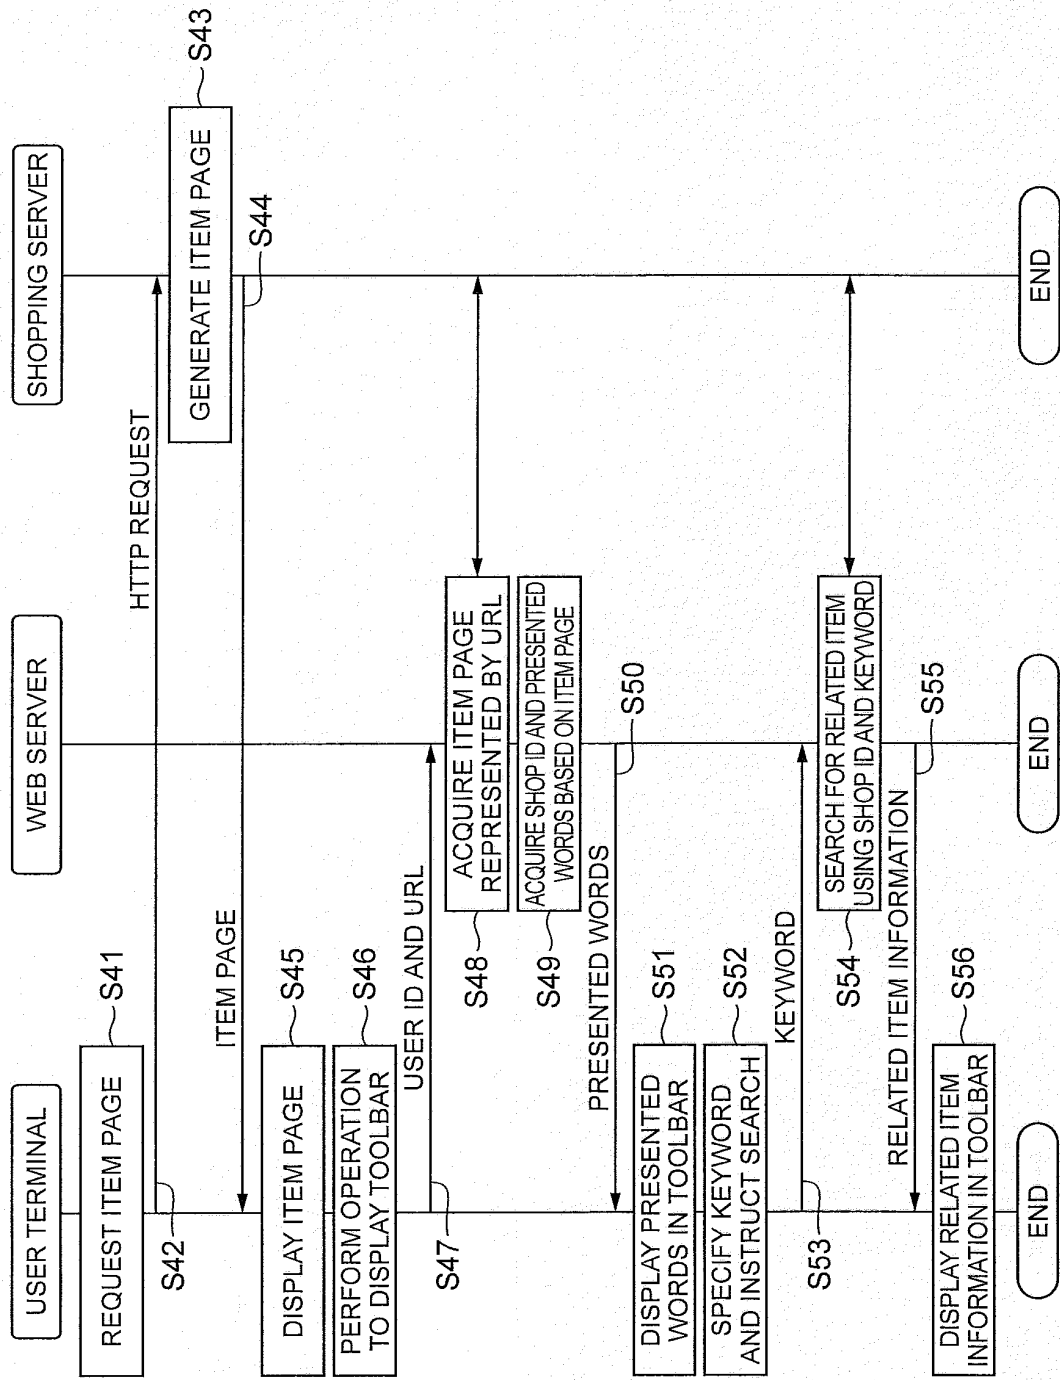 USER TERMINAL
WEB SERVER
SHOPPING SERVER
REQUEST ITEM PAGE
S41
HTTP REQUEST
S42
GENERATE ITEM PAGE
S43
ITEM PAGE
S44
DISPLAY ITEM PAGE
S45
PERFORM OPERATION
TO DISPLAY TOOLBAR
S46
USER ID AND URL
S47
ACQUIRE ITEM PAGE
REPRESENTED BY URL
S48
ACQUIRE SHOP ID AND PRESENTED
WORDS BASED ON ITEM PAGE
S49
PRESENTED WORDS
S50
DISPLAY PRESENTED
WORDS IN TOOLBAR
S51
SPECIFY KEYWORD
AND INSTRUCT SEARCH
S52
KEYWORD
S53
SEARCH FOR RELATED ITEM
USING SHOP ID AND KEYWORD
S54
RELATED ITEM INFORMATION
S55
DISPLAY RELATED ITEM
INFORMATION IN TOOLBAR
S56
END
END
END